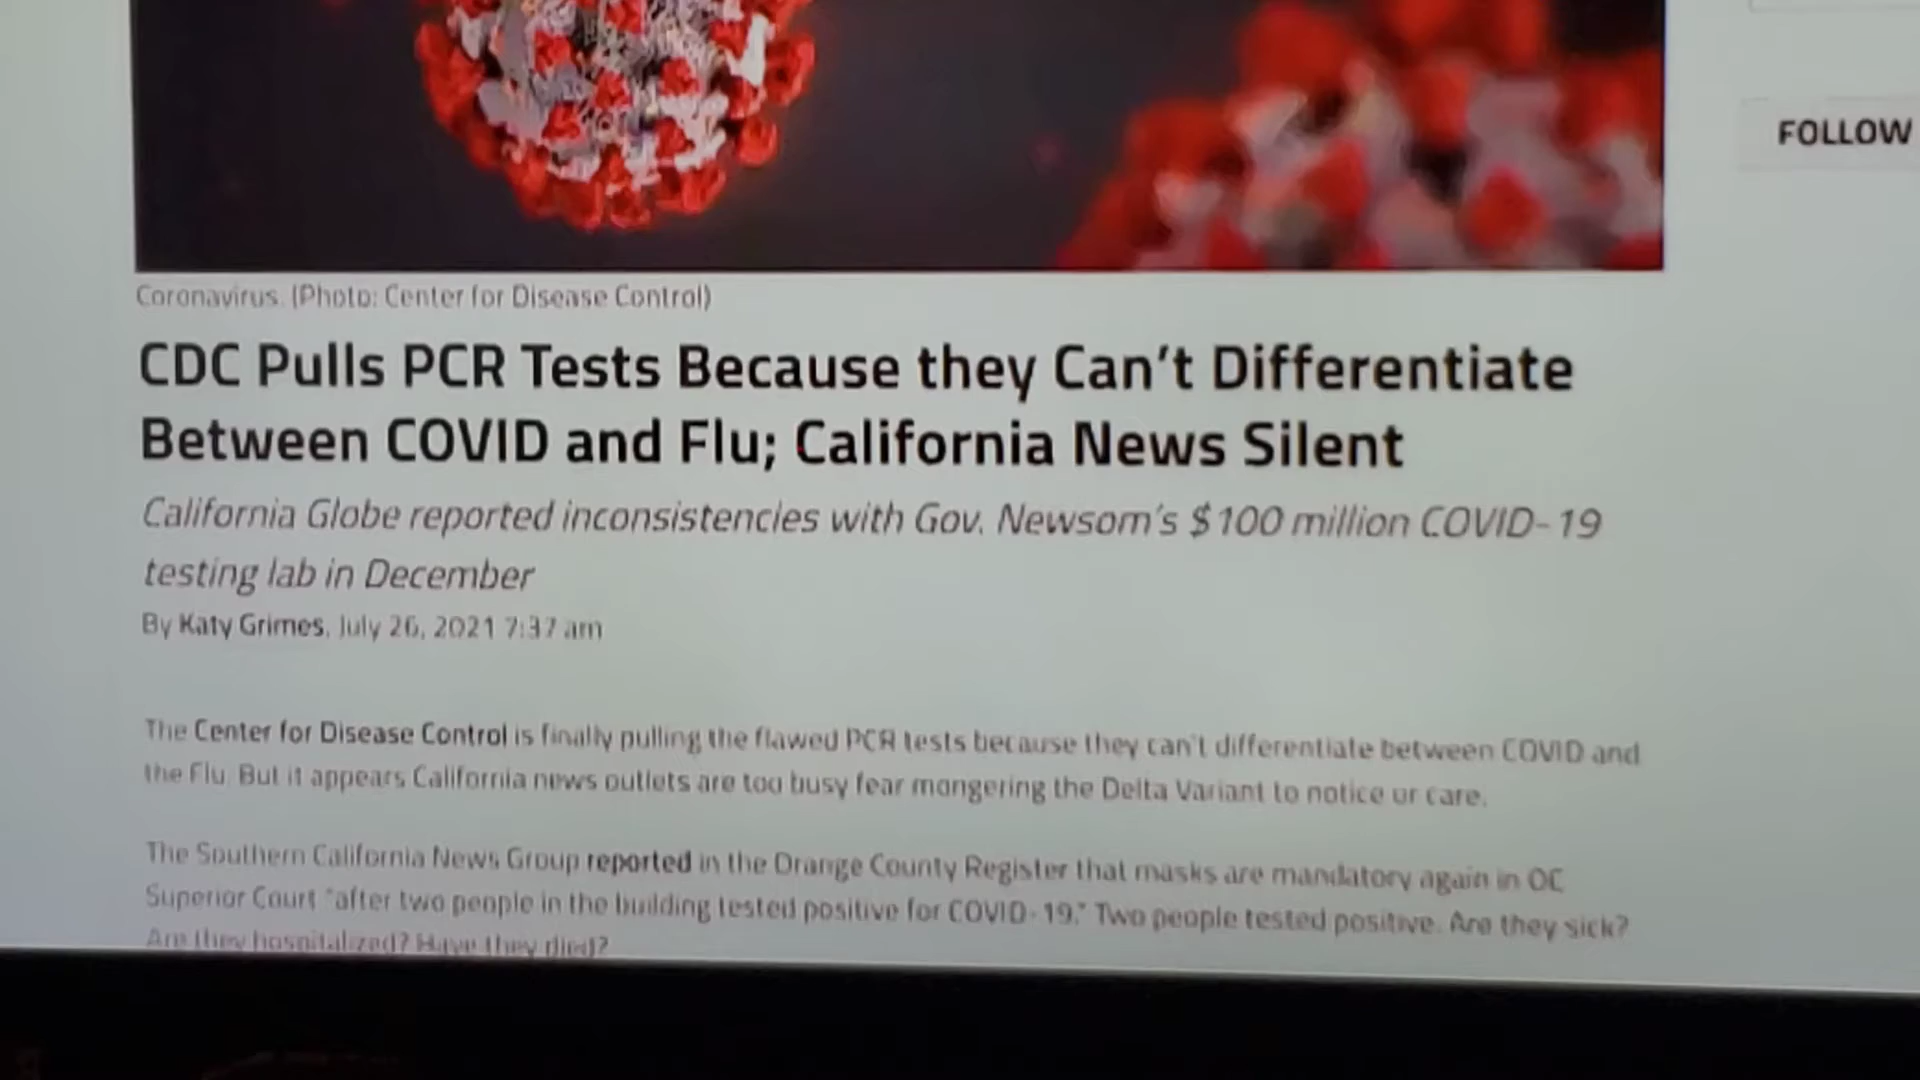 FOLLOW
Coronavirus. (Photo: Center for Disease Control)
CDC Pulls PCR Tests Because they Can't Differentiate
Between COVID and Flu; California News Silent
California Globe reported inconsistencies with Gov. Newsom's $100 million COVID-19
testing lab in December
By Katy Grimes, July 26, 2021 7:37 am
The Center for Disease Control is finally pulling the flawed PCR tests because they can't differentiate between COVID and
the Flu. But it appears California news outlets are too busy fear mongering the Delta Variant to notice or care.
The Southern California News Group reported in the Orange County Register that masks are mandatory again in OC
Superior Court "after two people in the building tested positive for COVID-19." Two people tested positive. Are they sick?
Are they hospitalized? Have they died?